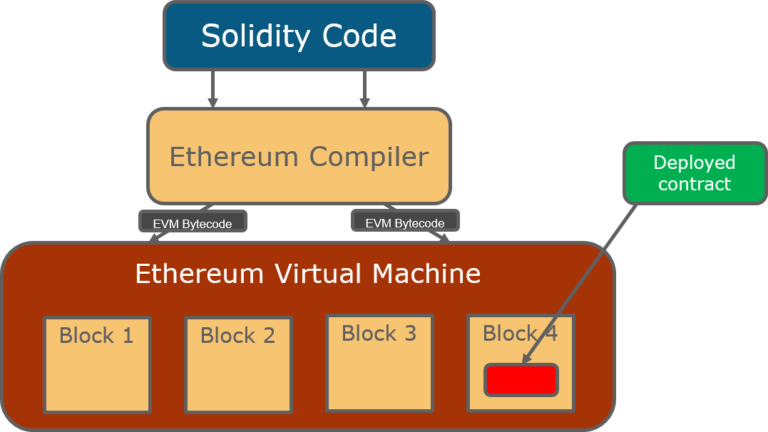 Solidity Code
Ethereum Compiler
Deployed
contract
EVM Bytecode
EVM Bytecode
Ethereum Virtual Machine
Block 1
Block 2
Block 3
Block 4